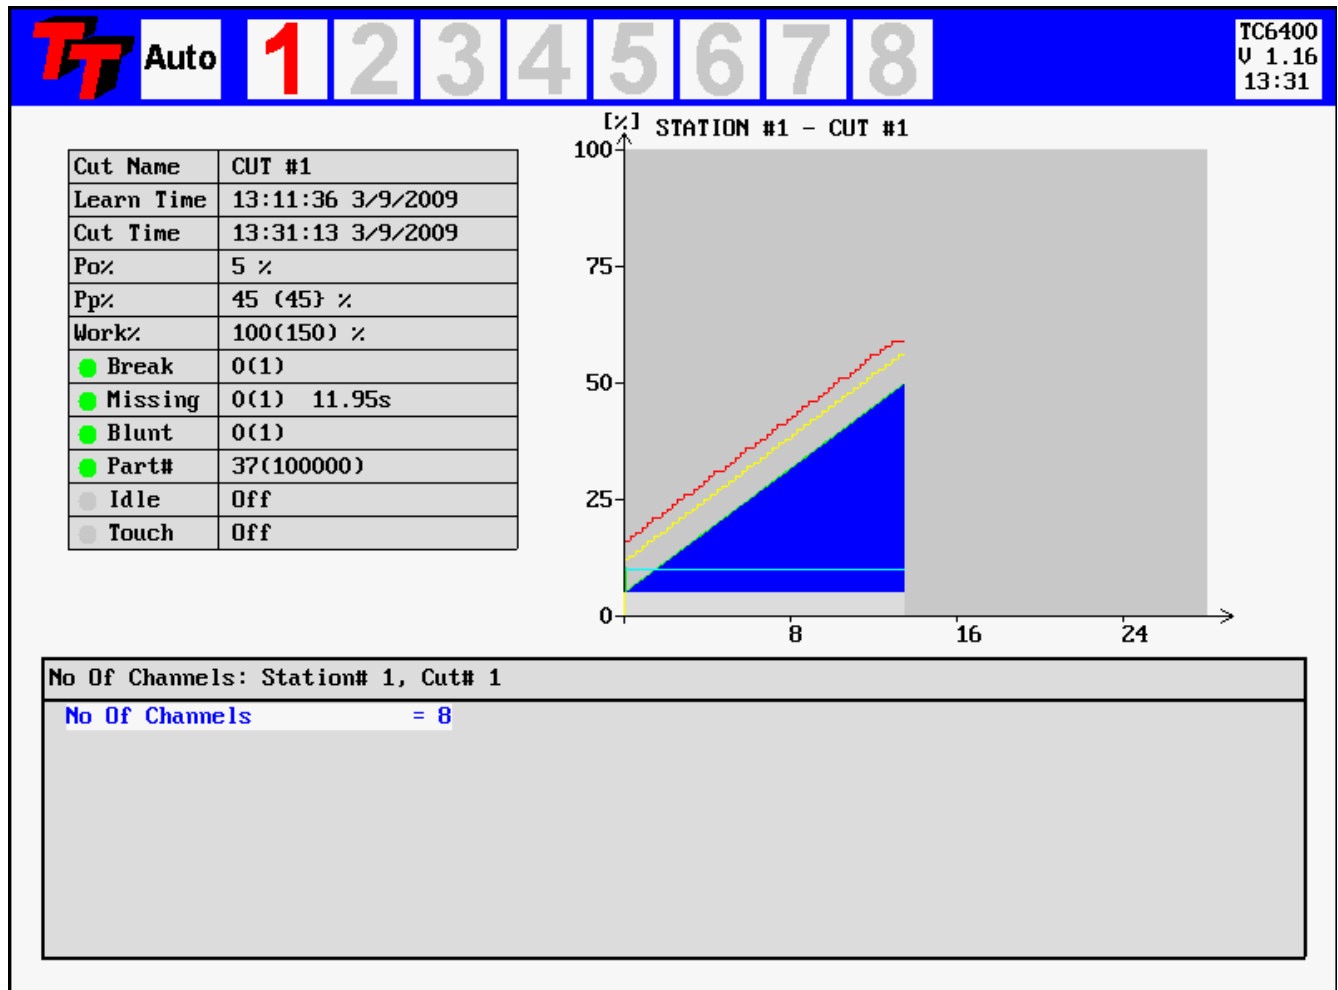 TT Auto 1 2 3 4 5 6 7 8
TC6400
V 1.16
13:31
[%] STATION #1 - CUT #1
Cut Name CUT #1
Learn Time 13:11:36 3/9/2009
Cut Time 13:31:13 3/9/2009
Po% 5 %
Pp% 45 (45} %
Work% 100(150) %
Break 0(1)
Missing 0(1) 11.95s
Blunt 0(1)
Part# 37(100000)
Idle Off
Touch Off
100
75
50
25
0
8 16 24
No Of Channels: Station# 1, Cut# 1
No Of Channels = 8